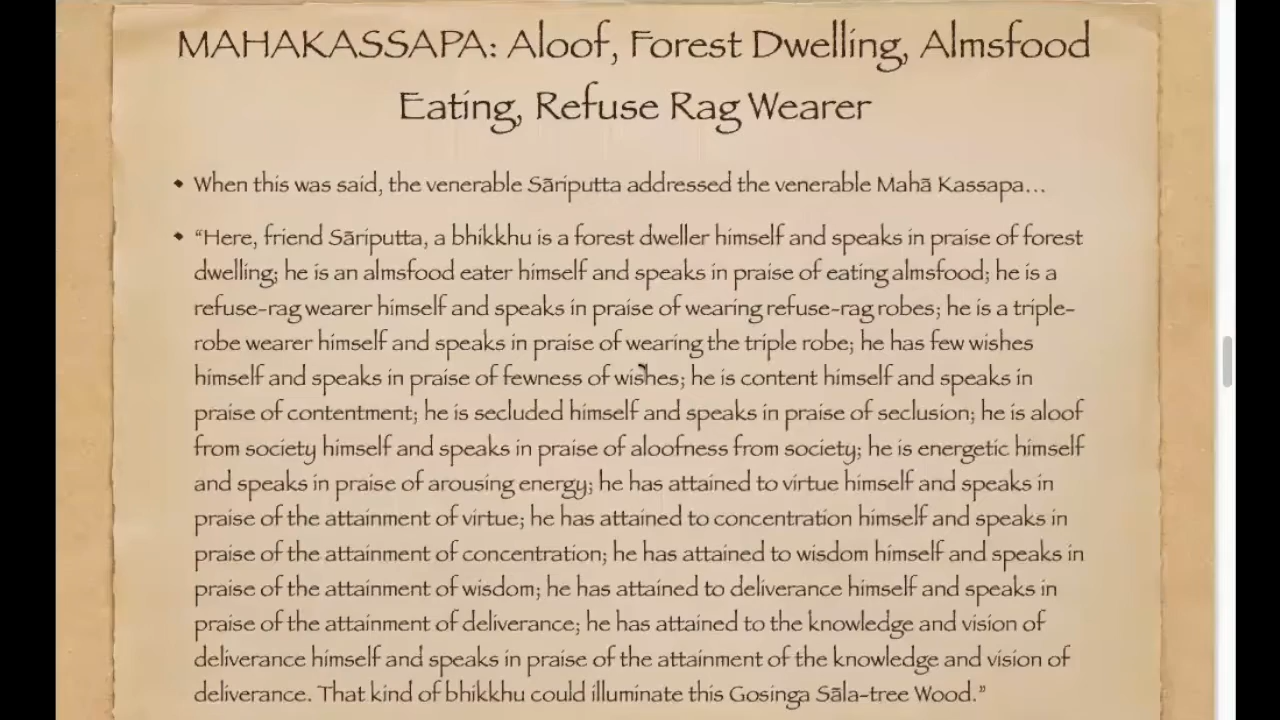 MAHAKASSAPA: Aloof, Forest Dwelling, Almsfood
Eating, Refuse Rag Wearer
• When this was said, the venerable Sāriputta addressed the venerable Mahā Kassapa…
• “Here, friend Sāriputta, a bhikkhu is a forest dweller himself and speaks in praise of forest
dwelling; he is an almsfood eater himself and speaks in praise of eating almsfood; he is a
refuse-rag wearer himself and speaks in praise of wearing refuse-rag robes; he is a triple-
robe wearer himself and speaks in praise of wearing the triple robe; he has few wishes
himself and speaks in praise of fewness of wishes; he is content himself and speaks in
praise of contentment; he is secluded himself and speaks in praise of seclusion; he is aloof
from society himself and speaks in praise of aloofness from society; he is energetic himself
and speaks in praise of arousing energy; he has attained to virtue himself and speaks in
praise of the attainment of virtue; he has attained to concentration himself and speaks in
praise of the attainment of concentration; he has attained to wisdom himself and speaks in
praise of the attainment of wisdom; he has attained to deliverance himself and speaks in
praise of the attainment of deliverance; he has attained to the knowledge and vision of
deliverance himself and speaks in praise of the attainment of the knowledge and vision of
deliverance. That kind of bhikkhu could illuminate this Gosinga Sāla-tree Wood.”